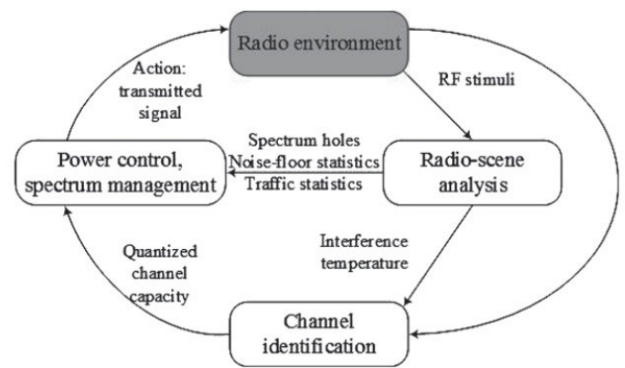 Radio environment
Action:
transmitted
signal
RF stimuli
Power control,
spectrum management
Spectrum holes
Noise-floor statistics
Traffic statistics
Radio-scene
analysis
Interference
temperature
Quantized
channel
capacity
Channel
identification